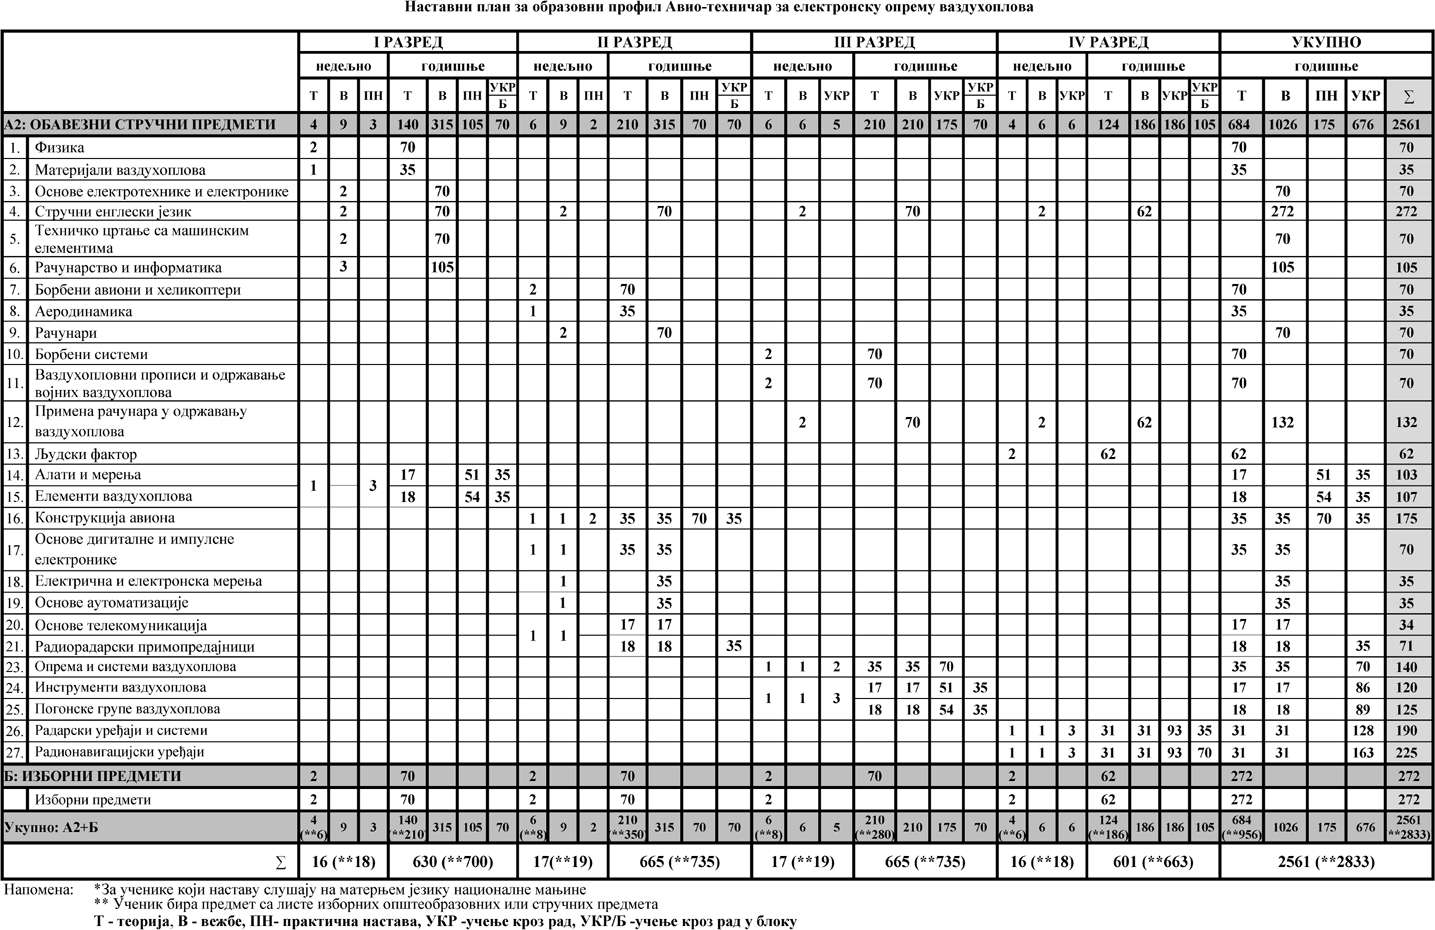 Наставни план за образовни профил Авио-техничар за електронску опрему ваздухоплова
I РАЗРЕД II РАЗРЕД III РАЗРЕД IV РАЗРЕД УКУПНО
недељно годишње недељно годишње недељно годишње недељно годишње годишње
Т В ПН Т В ПН УКР Б Т В ПН Т В ПН УКР Б Т В УКР Т В УКР УКР Б Т В УКР Т В УКР УКР Б Т В ПН УКР ∑
А2: ОБАВЕЗНИ СТРУЧНИ ПРЕДМЕТИ 4 9 3 140 315 105 70 6 9 2 210 315 70 70 6 6 5 210 210 175 70 4 6 6 124 186 186 105 684 1026 175 676 2561
1. Физика 2 70 70 70
2. Материјали ваздухоплова 1 35 35 35
3. Основе електротехнике и електронике 2 70 70 70
4. Стручни енглески језик 2 70 2 70 2 70 2 62 272 272
5. Техничко цртање са машинским
елементима 2 70 70 70
6. Рачунарство и информатика 3 105 105 105
7. Борбени авиони и хеликоптери 2 70 70 70
8. Аеродинамика 1 35 35 35
9. Рачунари 2 70 70 70
10. Борбени системи 2 70 70 70
11. Ваздухопловни прописи и одржавање
војних ваздухоплова 2 70 70 70
12. Примена рачунара у одржавању
ваздухоплова 2 70 2 62 132 132
13. Људски фактор 2 62 62 62
14. Алати и мерења 1 3 17 51 35 17 51 35 103
15. Елементи ваздухоплова 18 54 35 18 54 35 107
16. Конструкција авиона 1 1 2 35 35 70 35 35 35 70 35 175
17. Основе дигиталне и импулсне
електронике 1 1 35 35 35 35 70
18. Електрична и електронска мерења 1 35 35 35
19. Основе аутоматизације 1 35 35 35
20. Основе телекомуникација 1 1 17 17 17 17 34
21. Радиорадарски примопредајници 18 18 35 18 18 35 71
23. Опрема и системи ваздухоплова 1 1 2 35 35 70 35 35 70 140
24. Инструменти ваздухоплова 1 1 3 17 17 51 35 17 17 86 120
25. Погонске групе ваздухоплова 18 18 54 35 18 18 89 125
26. Радарски уређаји и системи 1 1 3 31 31 93 35 31 31 128 190
27. Радионавигацијски уређаји 1 1 3 31 31 93 70 31 31 163 225
Б: ИЗБОРНИ ПРЕДМЕТИ 2 70 2 70 2 70 2 62 272 272
Изборни предмети 2 70 2 70 2 2 62 272 272
Укупно: А2+Б 4 (**6) 9 3 140 (**210) 315 105 70 6 (**8) 9 2 210 (**350) 315 70 70 6 (**8) 6 5 210 (**280) 210 175 70 4 (**6) 6 6 124 (**186) 186 186 105 684 (**956) 1026 175 676 2561 **2833)
∑ 16 (**18) 630 (**700) 17(**19) 665 (**735) 17 (**19) 665 (**735) 16 (**18) 601 (**663) 2561 (**2833)
Напомена: *За ученике који наставу слушају на матерњем језику националне мањине
** Ученик бира предмет са листе изборних општеобразовних или стручних предмета
Т - теорија, В - вежбе, ПН- практична настава, УКР -учење кроз рад, УКР/Б -учење кроз рад у блоку